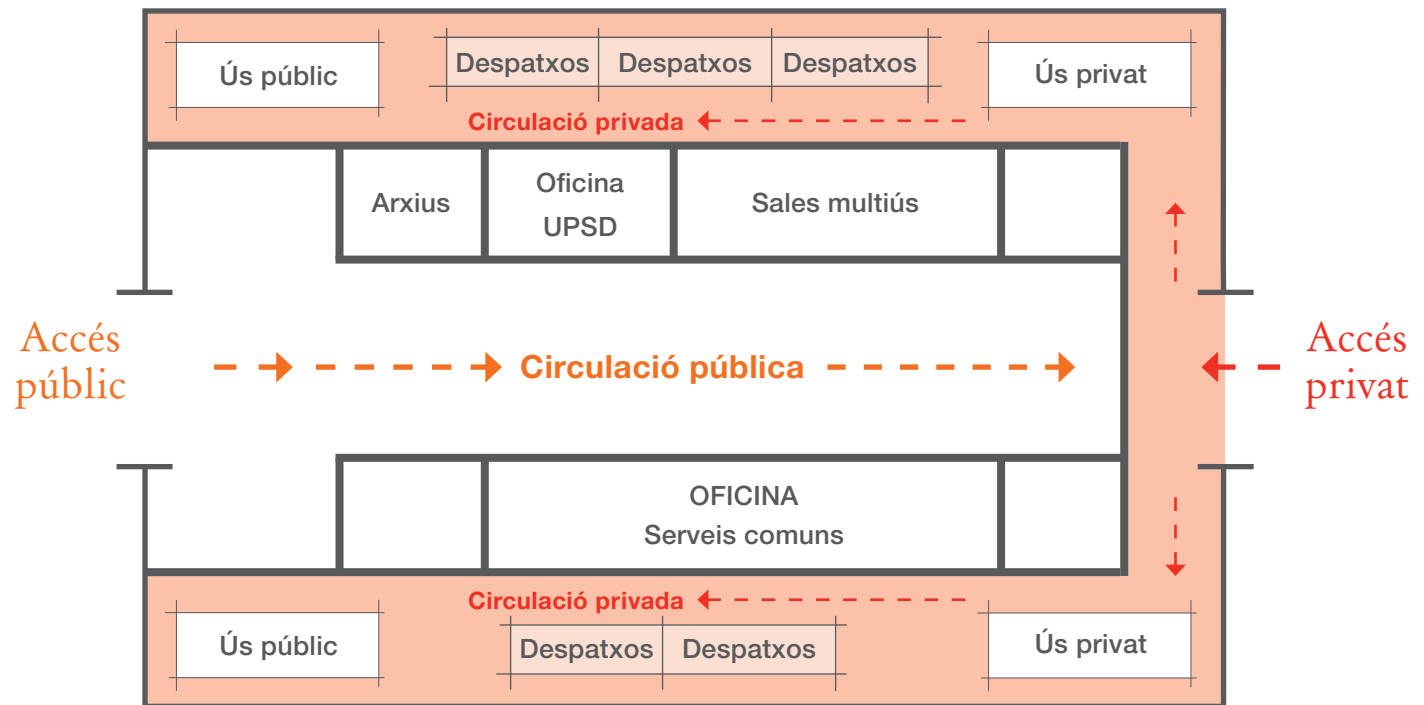 Ús públic
Despatxos
Despatxos
Despatxos
Ús privat
Circulació privada
Arxius
Oficina
UPSD
Sales multiús
Accés
públic
Circulació pública
Accés
privat
OFICINA
Serveis comuns
Circulació privada
Ús públic
Despatxos
Despatxos
Ús privat